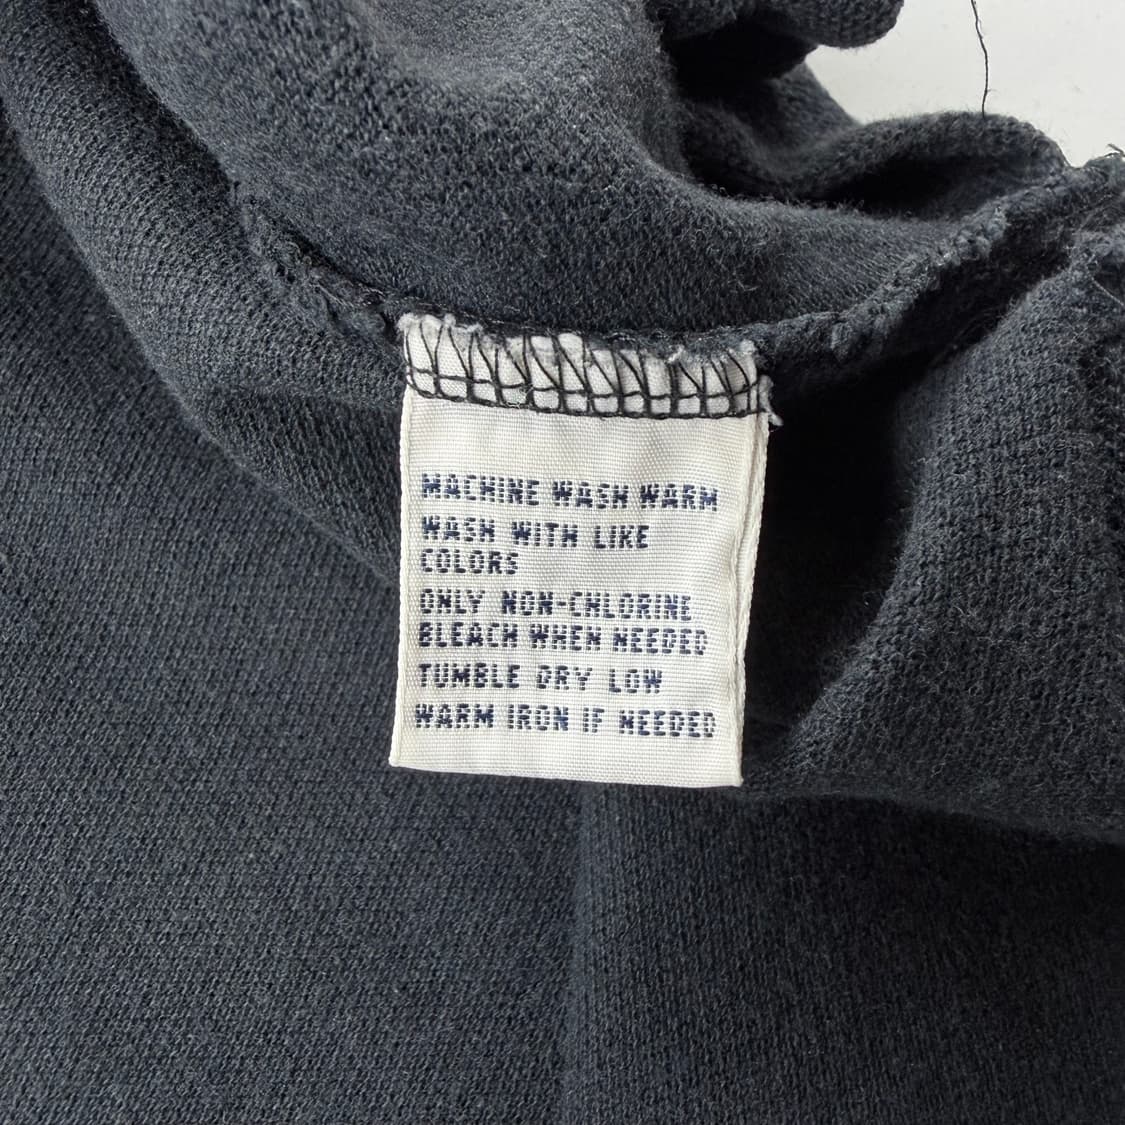 MACHINE WASH WARM
WASH WITH LIKE
COLORS
ONLY NON-CHLORINE
BLEACH WHEN NEEDED
TUMBLE DRY LOW
WARM IRON IF NEEDED